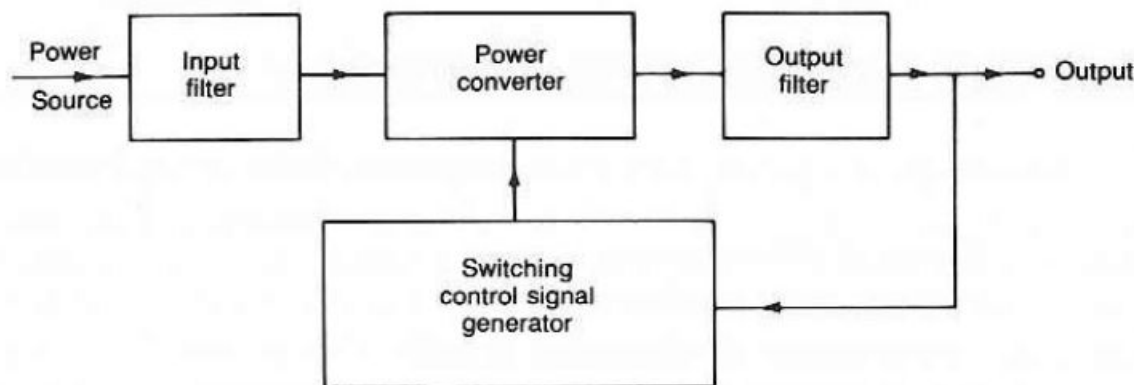 Power
Source
Input
filter
Power
converter
Output
filter
Output
Switching
control signal
generator